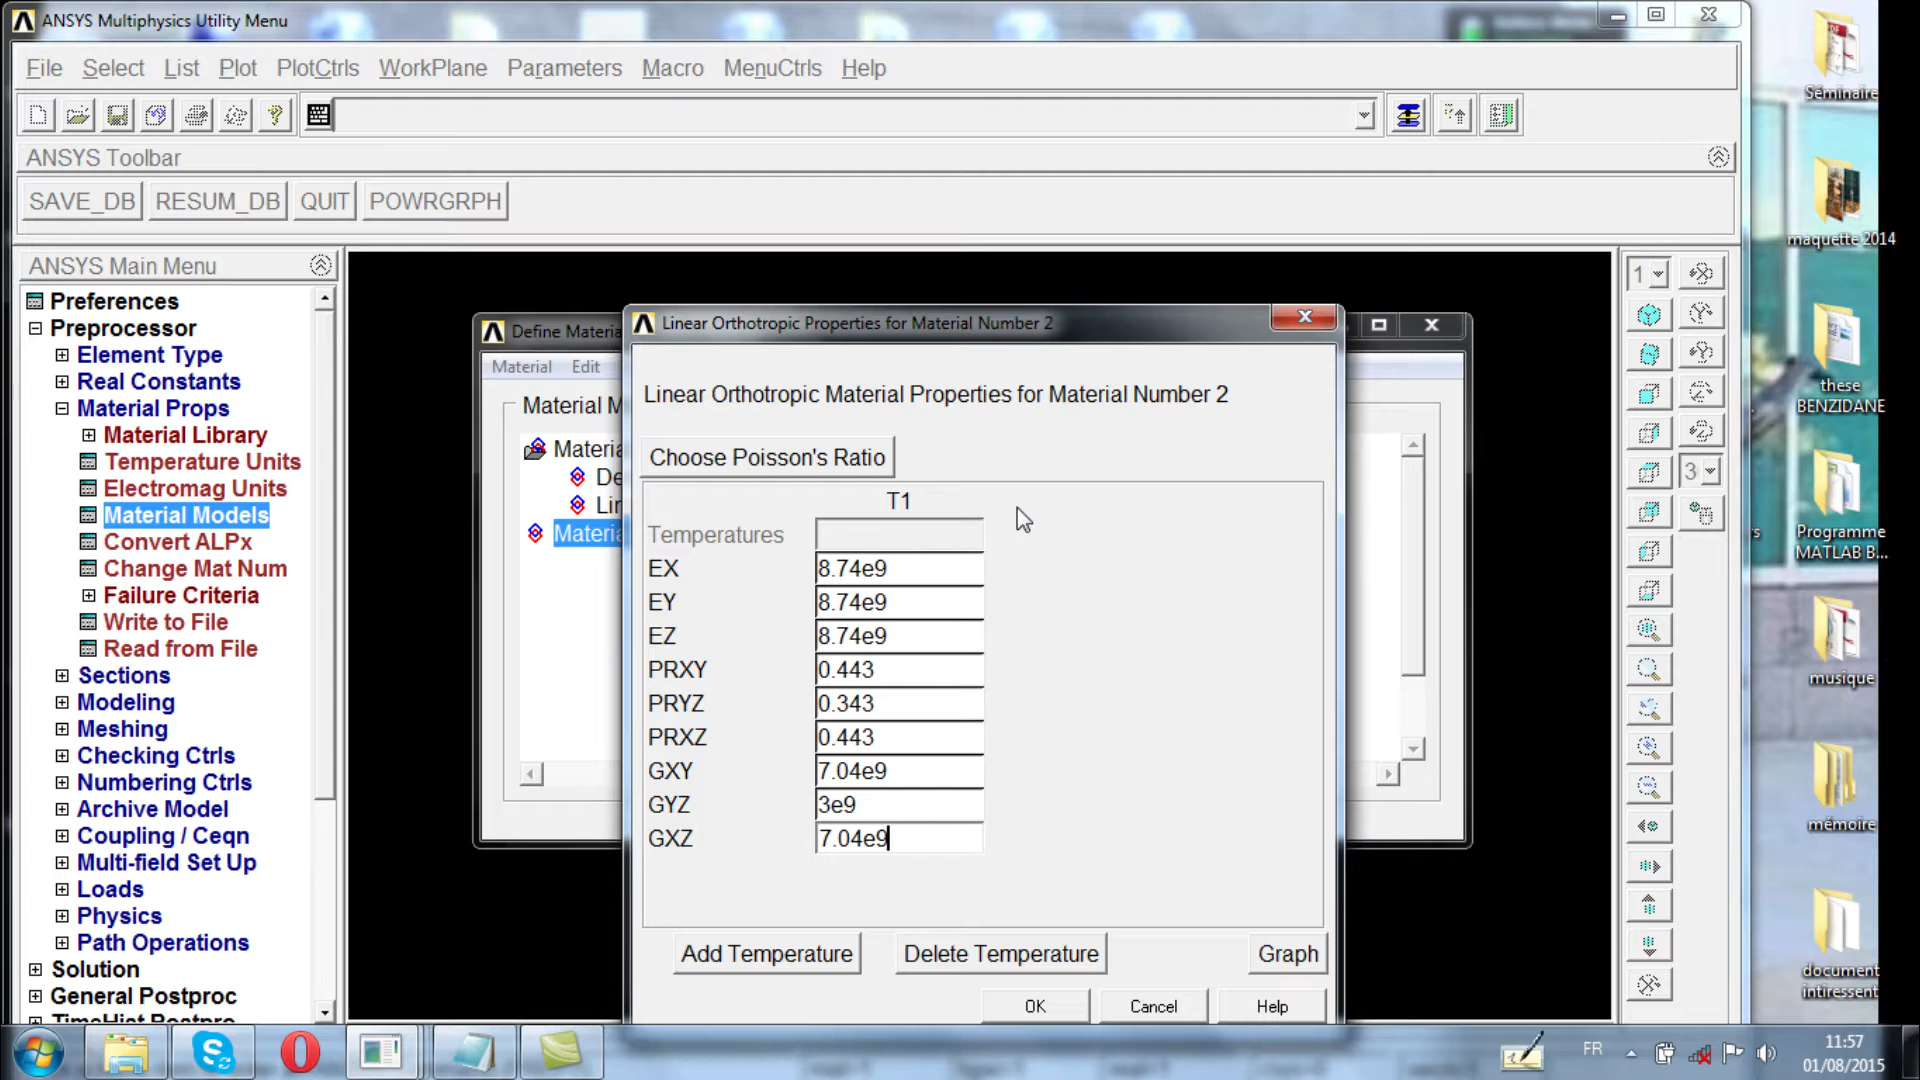 ANSYS Multiphysics Utility Menu
File Select List Plot PlotCtrls WorkPlane Parameters Macro MenuCtrls Help
ANSYS Toolbar
SAVE_DB RESUM_DB QUIT POWRGRPH
ANSYS Main Menu
Preferences
Preprocessor
Element Type
Real Constants
Material Props
Material Library
Temperature Units
Electromag Units
Material Models
Convert ALPx
Change Mat Num
Failure Criteria
Write to File
Read from File
Sections
Modeling
Meshing
Checking Ctrls
Numbering Ctrls
Archive Model
Coupling / Ceqn
Multi-field Set Up
Loads
Physics
Path Operations
Solution
General Postproc
TimeHist Postpro
Define Materia
Material Edit
Material M
Materia
De
Lir
Materia
Linear Orthotropic Properties for Material Number 2
Linear Orthotropic Material Properties for Material Number 2
Choose Poisson's Ratio
T1
Temperatures
EX 8.74e9
EY 8.74e9
EZ 8.74e9
PRXY 0.443
PRYZ 0.343
PRXZ 0.443
GXY 7.04e9
GYZ 3e9
GXZ 7.04e9
Add Temperature Delete Temperature Graph
OK Cancel Help
1
3
Séminaire
maquette 2014
these
BENZIDANE
Programme
MATLAB B...
musique
mémoire
document
intiressent
FR
11:57
01/08/2015